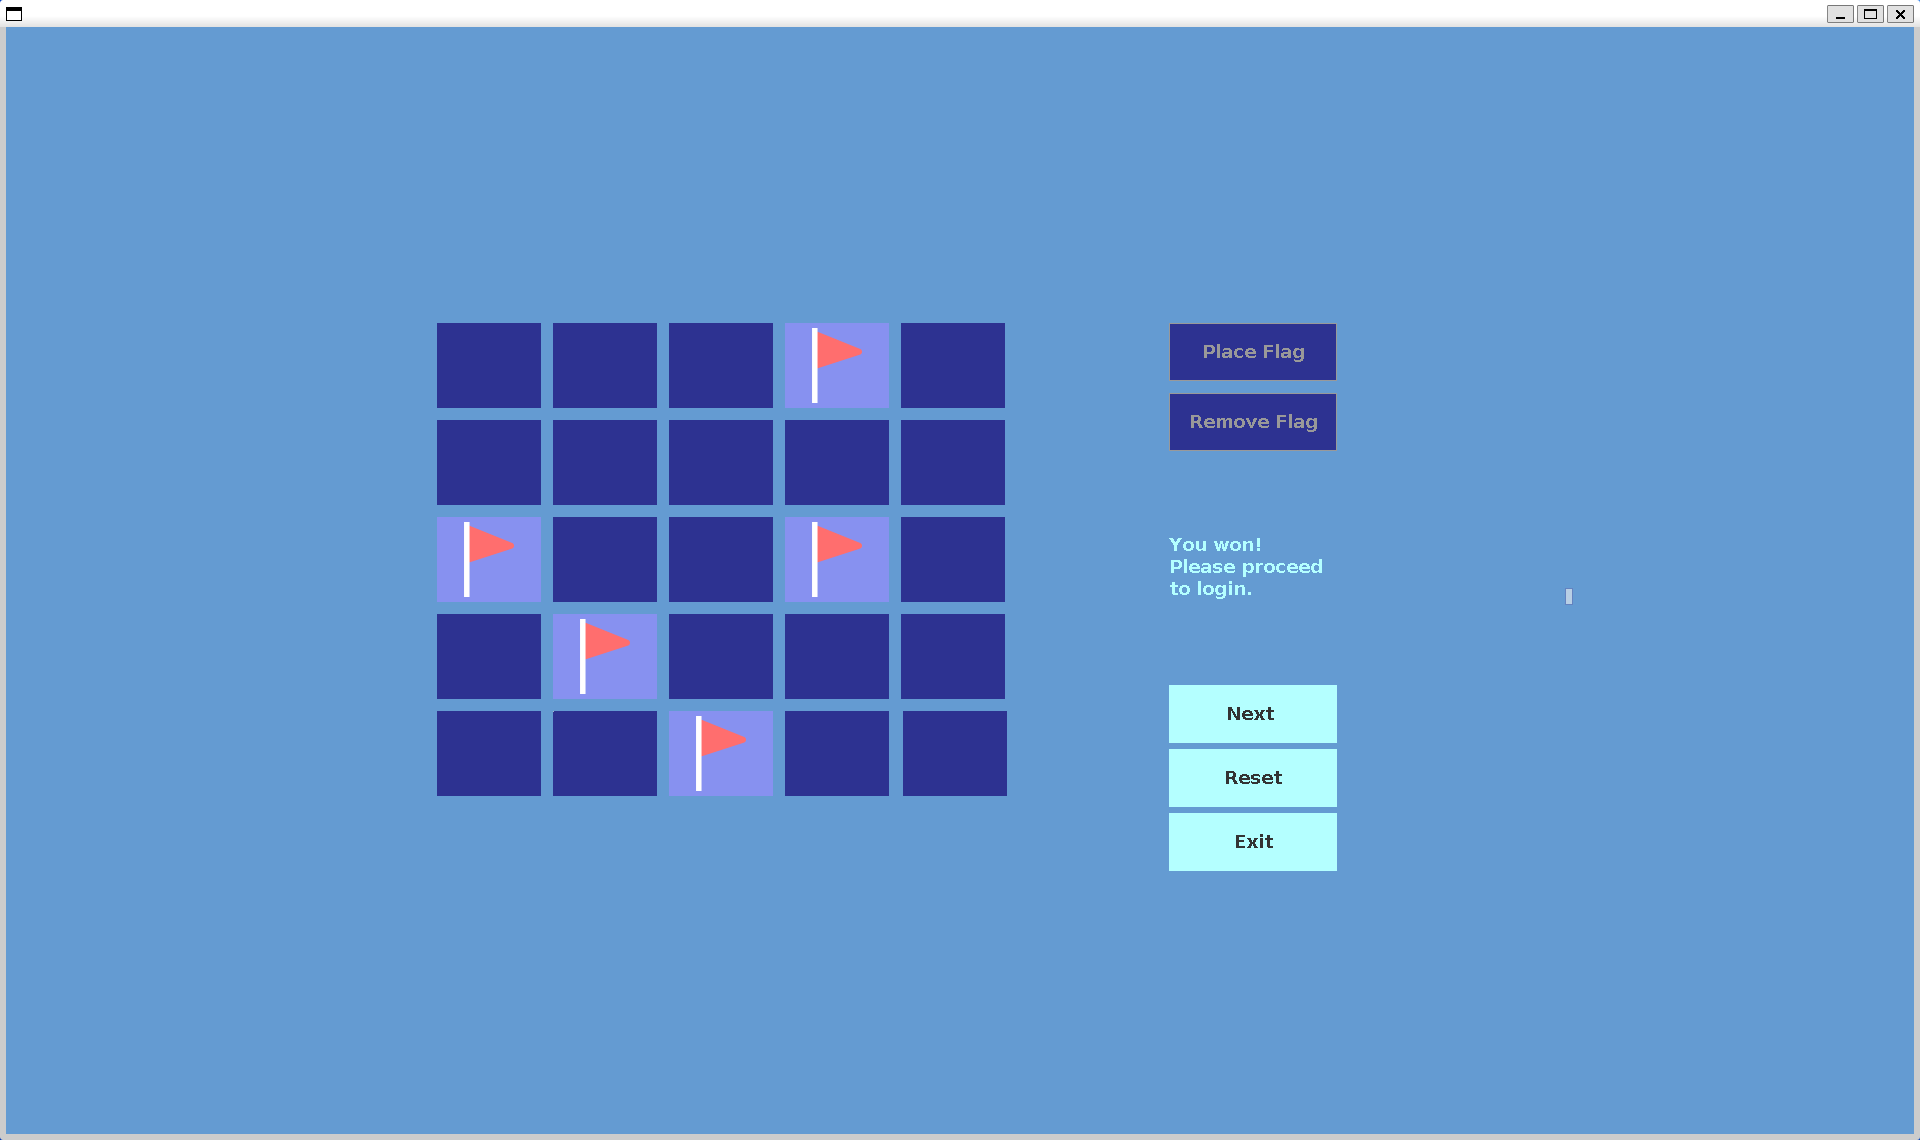 Place Flag
Remove Flag
You won!
Please proceed
to login.
Next
Reset
Exit